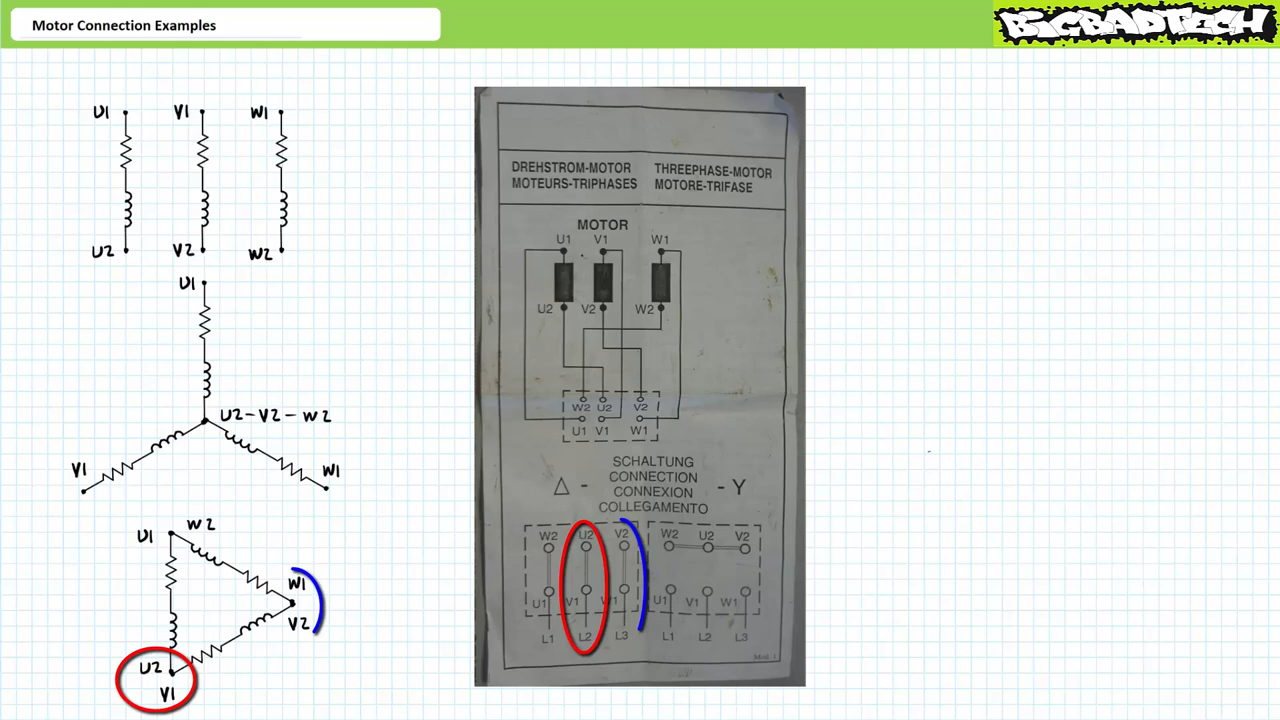 Motor Connection Examples
BIGBADTECH
U1 V1 W1
U2 V2 W2
U1
U2-V2-W2
V1 W1
U1 W2
W1
V2
U2
V1
DREHSTROM-MOTOR THREEPHASE-MOTOR
MOTEURS-TRIPHASES MOTORE-TRIFASE
MOTOR
U1 V1 W1
U2 V2 W2
W2 U2 V2
U1 V1 W1
SCHALTUNG
CONNECTION
Δ - CONNEXION - Y
COLLEGAMENTO
W2 U2 V2 W2 U2 V2
U1 V1 W1 U1 V1 W1
L1 L2 L3 L1 L2 L3